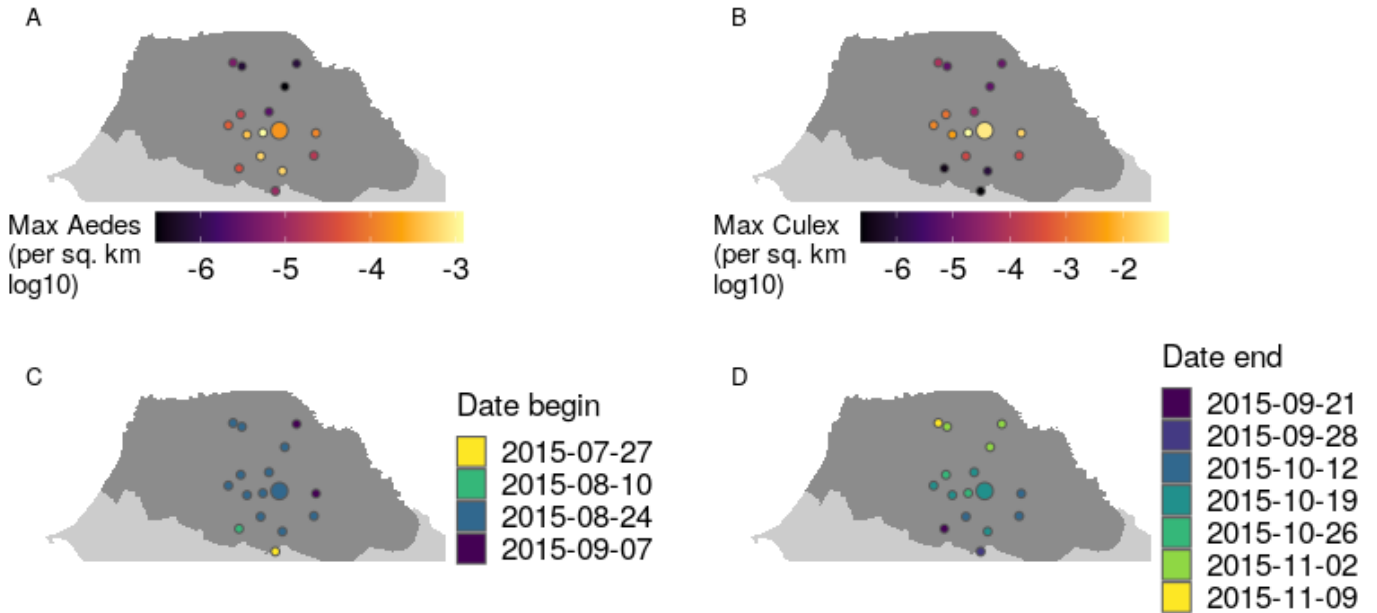 A
Max Aedes
(per sq. km
log10)
-6 -5 -4 -3
B
Max Culex
(per sq. km
log10)
-6 -5 -4 -3 -2
C
Date begin
2015-07-27
2015-08-10
2015-08-24
2015-09-07
D
Date end
2015-09-21
2015-09-28
2015-10-12
2015-10-19
2015-10-26
2015-11-02
2015-11-09